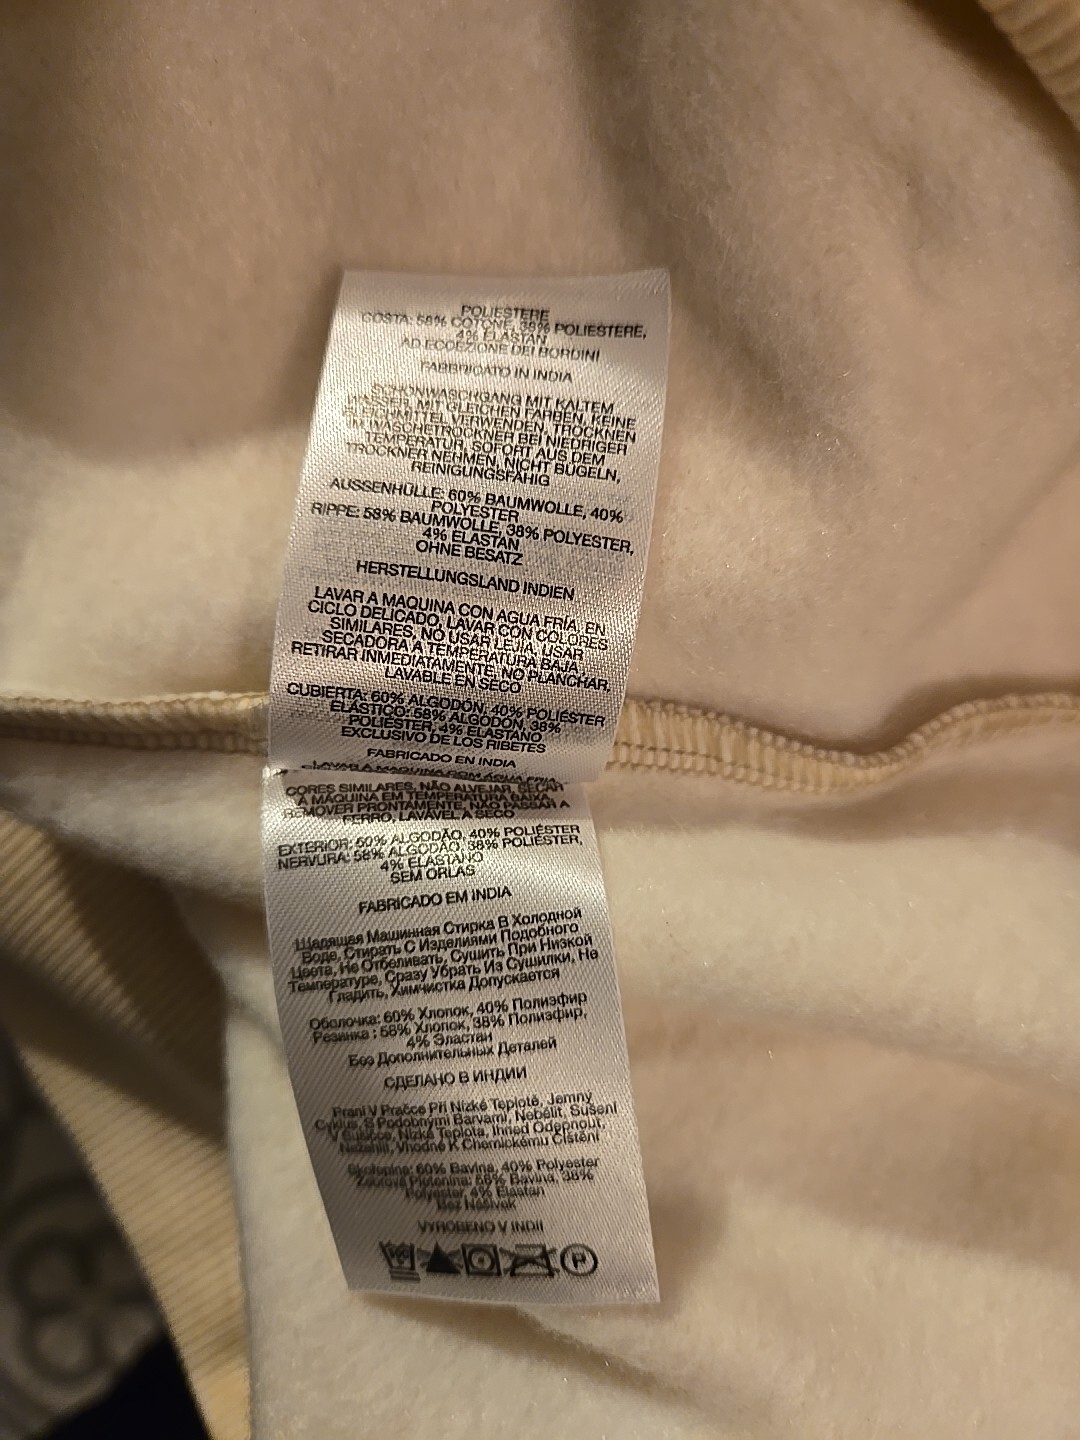 POLIESTERE
COSTA: 58% COTONE, 38% POLIESTERE,
4% ELASTAN
AD ECCEZIONE DEI BORDINI
FABBRICATO IN INDIA
SCHONWASCHGANG MIT KALTEM
WASSER, MIT GLEICHEN FARBEN, KEINE
BLEICHMITTEL VERWENDEN, TROCKNEN
IM WASCHETROCKNER BEI NIEDRIGER
TEMPERATUR, SOFORT AUS DEM
TROCKNER NEHMEN, NICHT BUGELN,
REINIGUNGSFAHIG
AUSSENHÜLLE: 60% BAUMWOLLE, 40%
POLYESTER
RIPPE: 58% BAUMWOLLE, 38% POLYESTER,
4% ELASTAN
OHNE BESATZ
HERSTELLUNGSLAND INDIEN
LAVAR A MAQUINA CON AGUA FRIA, EN
CICLO DELICADO, LAVAR CON COLORES
SIMILARES, NO USAR LEJIA, USAR
SECADORA A TEMPERATURA BAJA,
RETIRAR INMEDIATAMENTE, NO PLANCHAR,
LAVABLE EN SECO
CUBIERTA: 60% ALGODÓN, 40% POLIÉSTER
ELÁSTICO: 58% ALGODÓN, 38%
POLIÉSTER, 4% ELASTANO
EXCLUSIVO DE LOS RIBETES
FABRICADO EN INDIA
LAVAR A MAQUINA COM ÁGUA FRIA
CORES SIMILARES, NÃO ALVEJAR, SECAR
A MÁQUINA EM TEMPERATURA BAIXA,
REMOVER PRONTAMENTE, NÃO PASSAR A
FERRO, LAVÁVEL A SECO
EXTERIOR: 60% ALGODÃO, 40% POLIÉSTER
NERVURA: 58% ALGODÃO, 38% POLIÉSTER,
4% ELASTANO
SEM ORLAS
FABRICADO EM INDIA
Щадящая Машинная Стирка В Холодной
Воде, Стирать С Изделиями Подобного
Цвета, Не Отбеливать, Сушить При Низкой
Температуре, Сразу Убрать Из Сушилки, Не
Гладить, Химчистка Допускается
Оболочка: 60% Хлопок, 40% Полиэфир
Резинка : 58% Хлопок, 38% Полиэфир,
4% Эластан
Без Дополнительных Деталей
СДЕЛАНО В ИНДИИ
Praní V Pračce Při Nízké Teplotě, Jemný
Cyklus, S Podobnými Barvami, Nebělit, Sušení
V Sušičce, Nízká Teplota, Ihned Odepnout,
Nežehlit, Vhodné K Chemickému Čištění
Skořepina: 60% Bavlna, 40% Polyester
Žebrová Pletenina: 58% Bavlna, 38%
Polyester, 4% Elastan
Bez Nášivek
VYROBENO V INDII
P